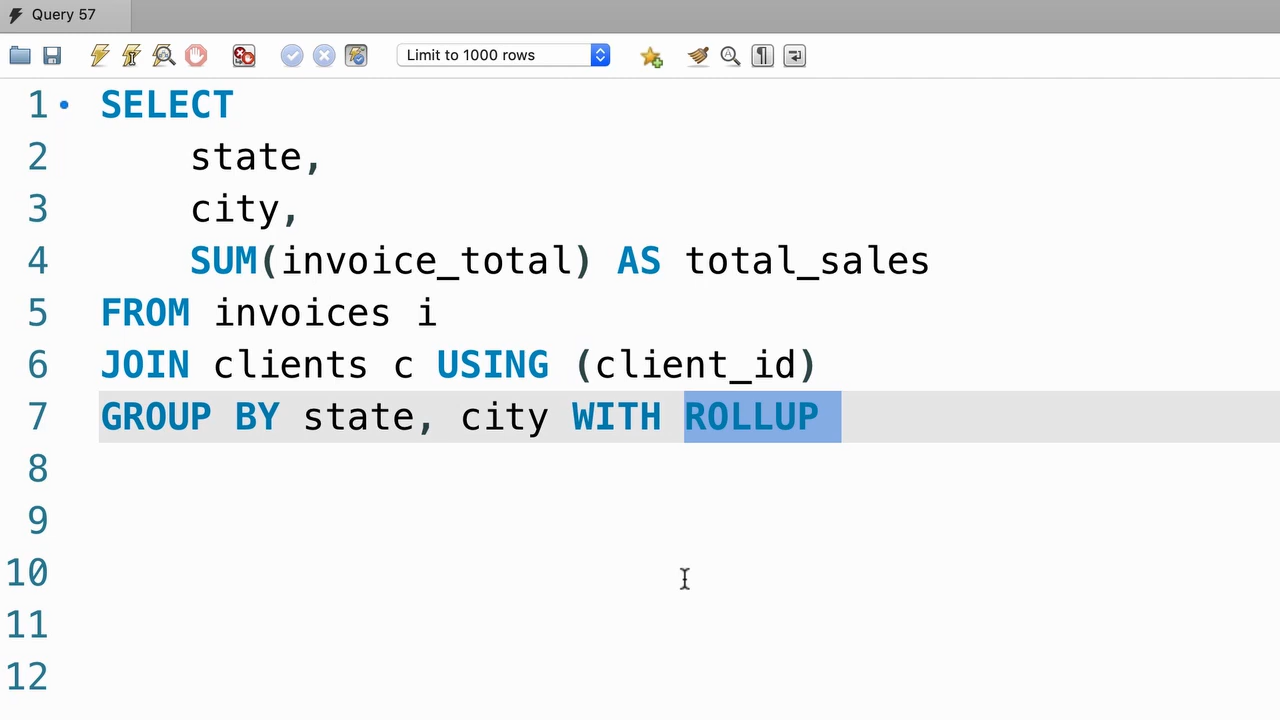 Query 57
Limit to 1000 rows
1 SELECT
2 state,
3 city,
4 SUM(invoice_total) AS total_sales
5 FROM invoices i
6 JOIN clients c USING (client_id)
7 GROUP BY state, city WITH ROLLUP
8
9
10
11
12